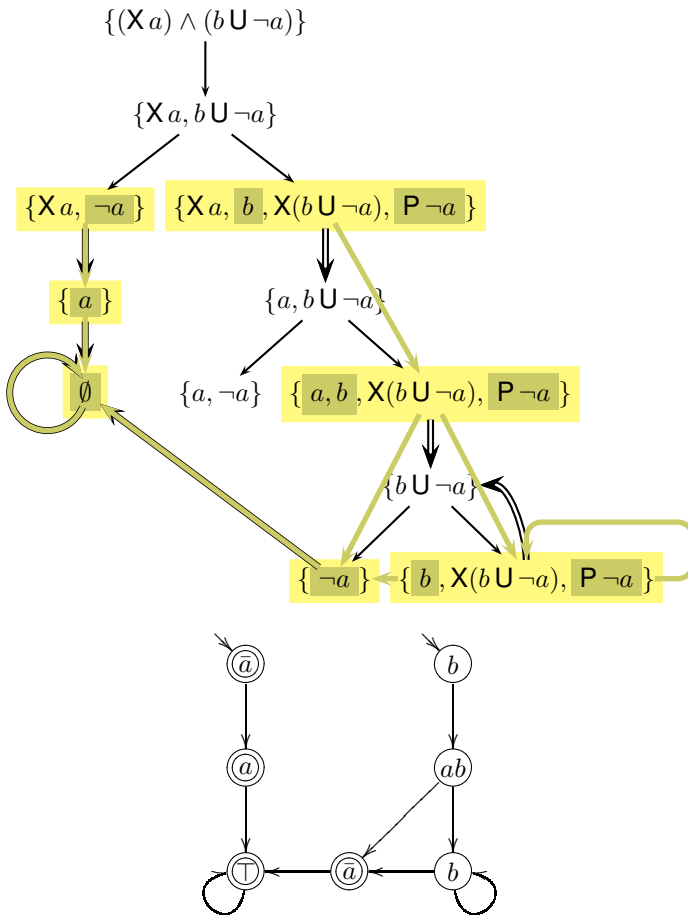 {(X a) ∧ (b U ¬a)}
{X a, b U ¬a}
{X a, ¬a} {X a, b, X(b U ¬a), P ¬a}
{a} {a, b U ¬a}
∅ {a, ¬a} {a, b, X(b U ¬a), P ¬a}
{b U ¬a}
{¬a} {b, X(b U ¬a), P ¬a}
ā b
a ab
⊤ ā b